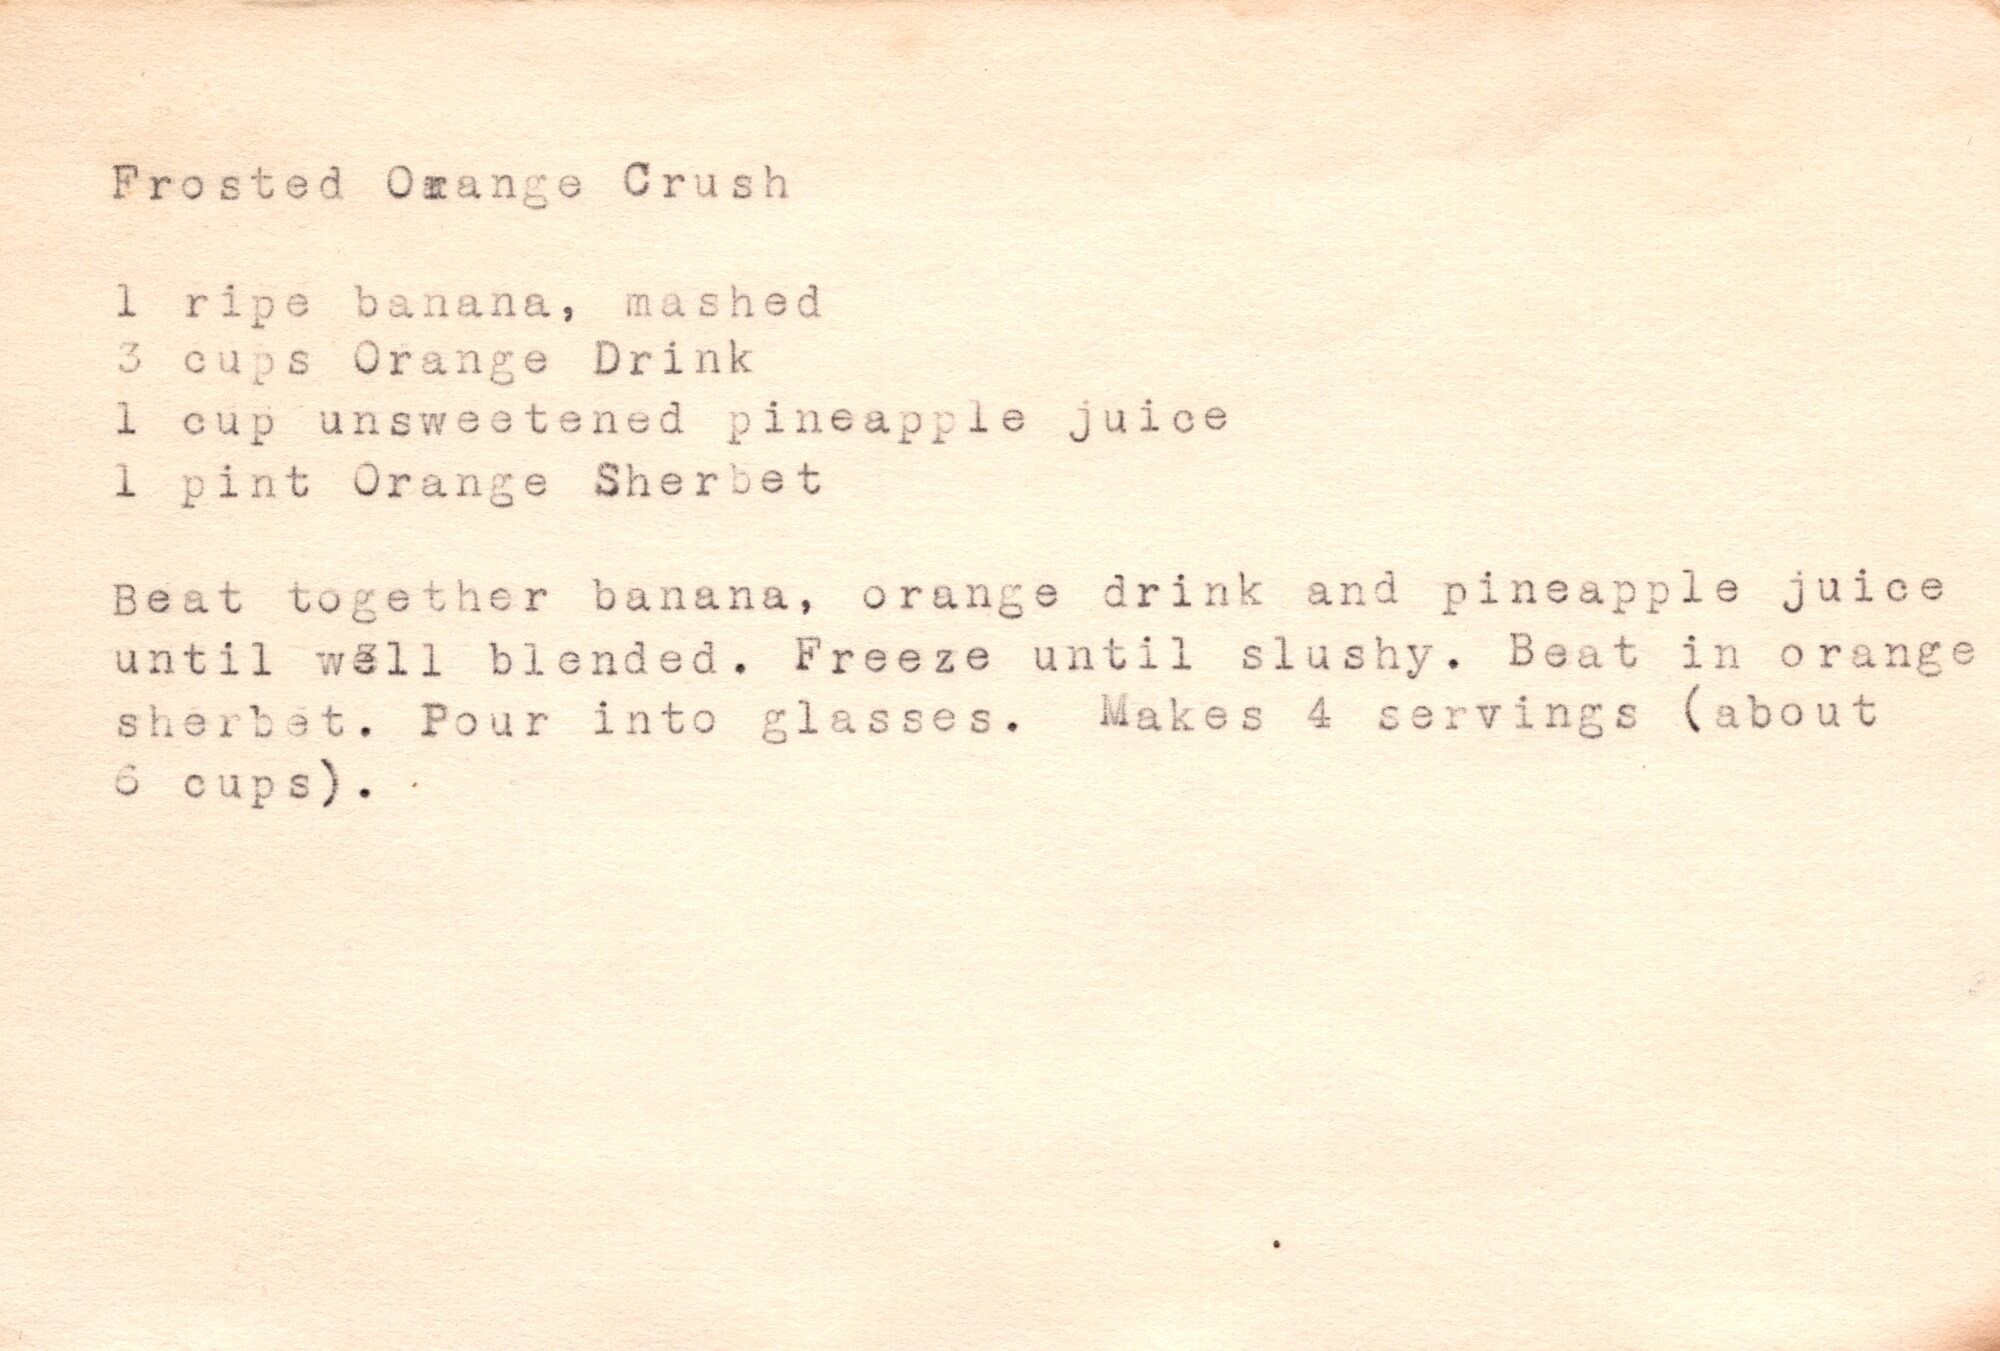 Frosted Orange Crush
1 ripe banana, mashed
3 cups Orange Drink
1 cup unsweetened pineapple juice
1 pint Orange Sherbet
Beat together banana, orange drink and pineapple juice
until well blended. Freeze until slushy. Beat in orange
sherbet. Pour into glasses.  Makes 4 servings (about
6 cups).